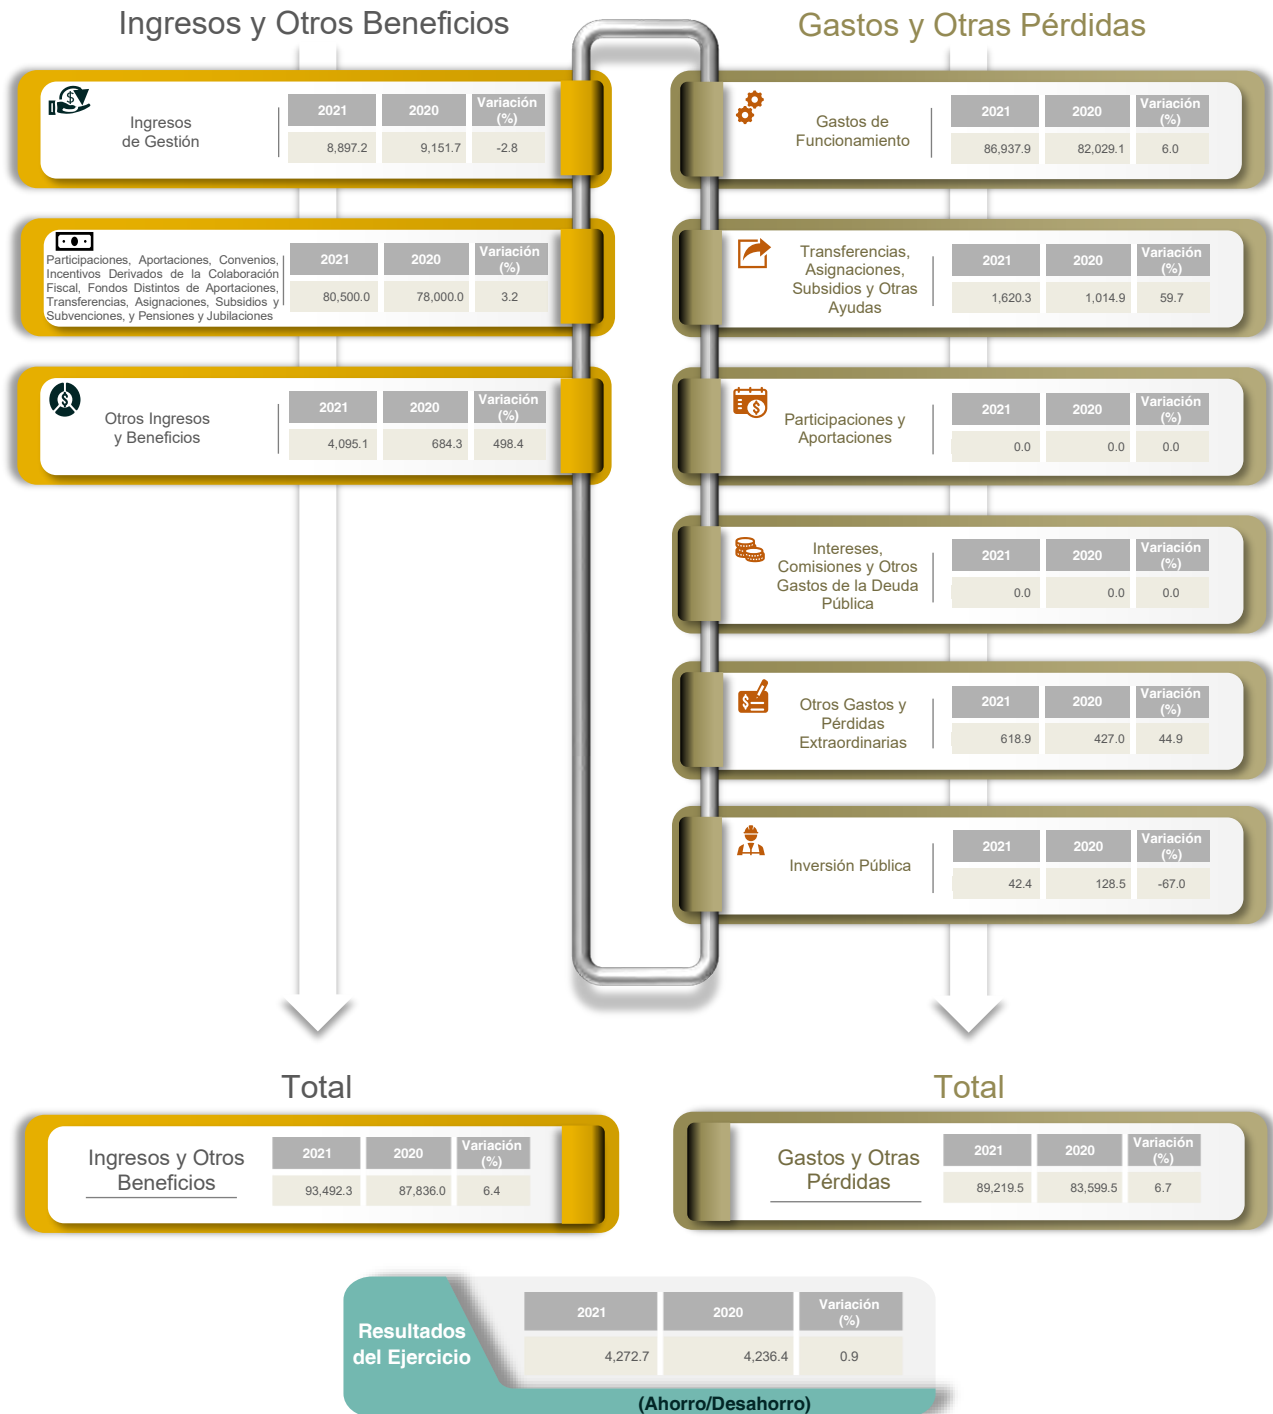 Ingresos y Otros Beneficios
Ingresos
de Gestión
2021 2020 Variación
(%)
8,897.2 9,151.7 -2.8
Participaciones, Aportaciones, Convenios,
Incentivos Derivados de la Colaboración
Fiscal, Fondos Distintos de Aportaciones,
Transferencias, Asignaciones, Subsidios y
Subvenciones, y Pensiones y Jubilaciones
2021 2020 Variación
(%)
80,500.0 78,000.0 3.2
Otros Ingresos
y Beneficios
2021 2020 Variación
(%)
4,095.1 684.3 498.4
Total
Ingresos y Otros
Beneficios
2021 2020 Variación
(%)
93,492.3 87,836.0 6.4
Gastos y Otras Pérdidas
Gastos de
Funcionamiento
2021 2020 Variación
(%)
86,937.9 82,029.1 6.0
Transferencias,
Asignaciones,
Subsidios y Otras
Ayudas
2021 2020 Variación
(%)
1,620.3 1,014.9 59.7
Participaciones y
Aportaciones
2021 2020 Variación
(%)
0.0 0.0 0.0
Intereses,
Comisiones y Otros
Gastos de la Deuda
Pública
2021 2020 Variación
(%)
0.0 0.0 0.0
Otros Gastos y
Pérdidas
Extraordinarias
2021 2020 Variación
(%)
618.9 427.0 44.9
Inversión Pública
2021 2020 Variación
(%)
42.4 128.5 -67.0
Total
Gastos y Otras
Pérdidas
2021 2020 Variación
(%)
89,219.5 83,599.5 6.7
Resultados
del Ejercicio
2021 2020 Variación
(%)
4,272.7 4,236.4 0.9
(Ahorro/Desahorro)